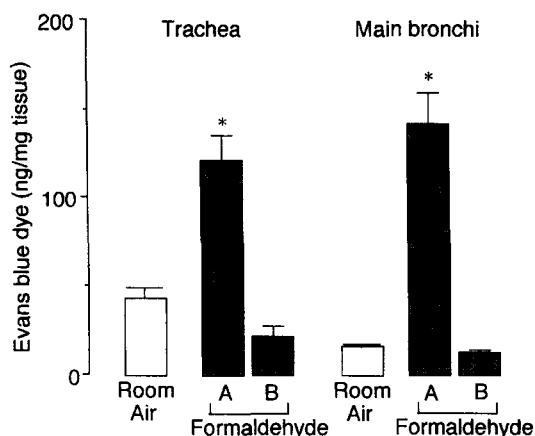 Evans blue dye (ng/mg tissue)
200
100
0
Trachea
Main bronchi
*
*
Room
Air
A
B
Formaldehyde
Room
Air
A
B
Formaldehyde